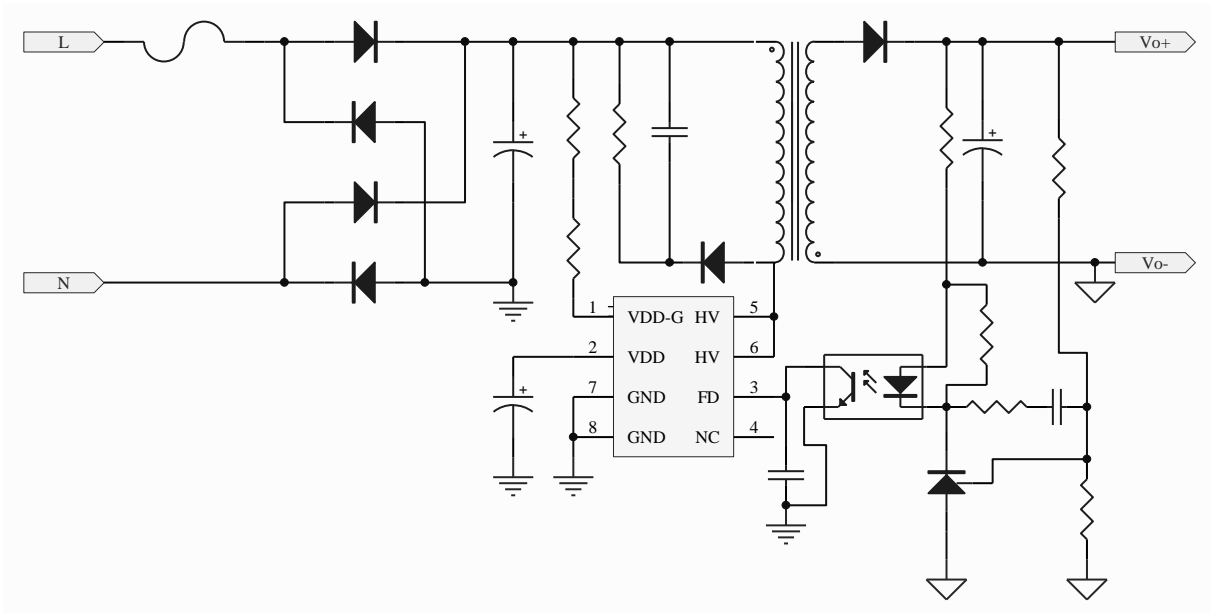 L
Vo+
+
+
N
Vo-
1 VDD-G HV 5
2 VDD HV 6
7 GND FD 3
8 GND NC 4
+